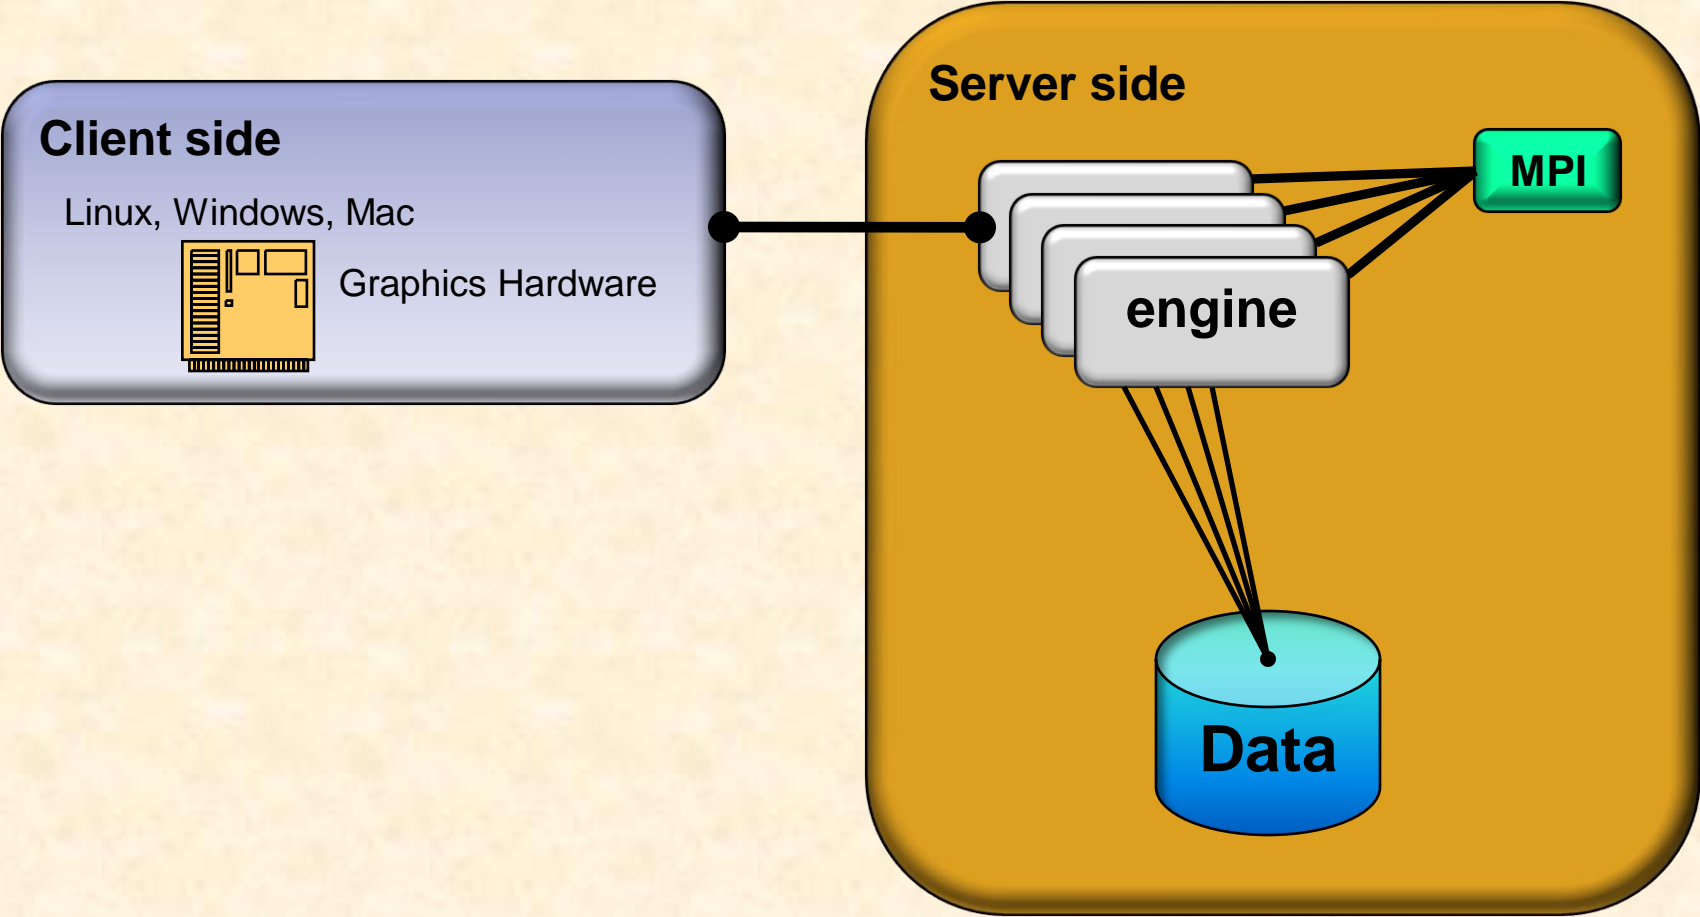 Client side
Linux, Windows, Mac
Graphics Hardware
Server side
MPI
engine
Data